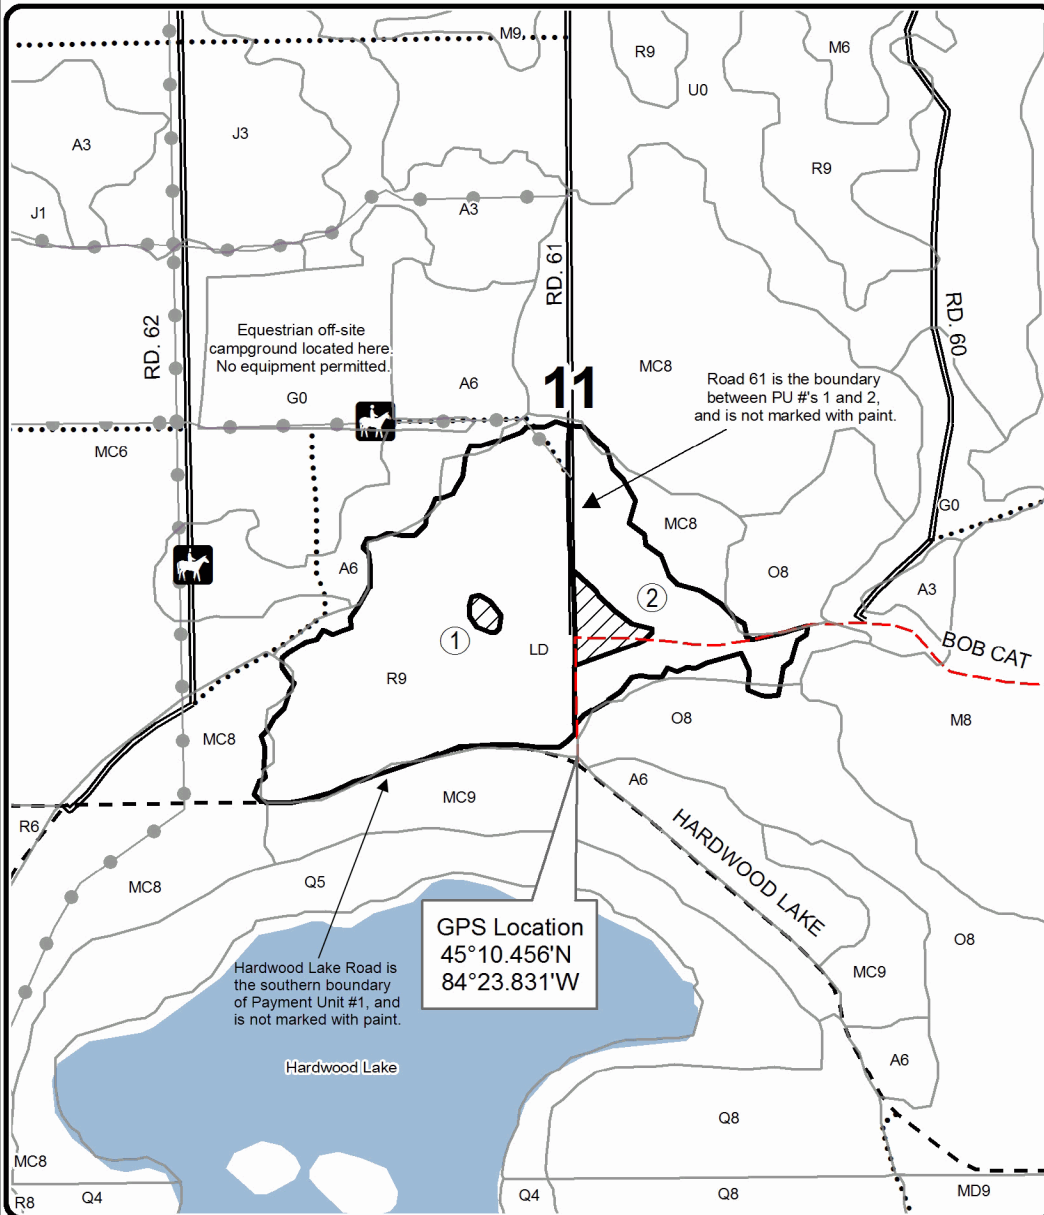 M9
R9
M6
U0
J3
A3
R9
J1
A3
RD. 61
RD. 62
RD. 60
Equestrian off-site
campground located here.
No equipment permitted.
11
MC8
Road 61 is the boundary
between PU #'s 1 and 2,
and is not marked with paint.
A6
G0
MC6
G0
MC8
A6
O8
A3
2
1
LD
BOB CAT
R9
O8
M8
MC8
A6
MC9
R6
HARDWOOD LAKE
MC8
Q5
GPS Location
45°10.456'N
84°23.831'W
O8
Hardwood Lake Road is
the southern boundary
of Payment Unit #1, and
is not marked with paint.
MC9
Hardwood Lake
A6
Q8
MC8
R8
Q4
Q4
Q8
MD9